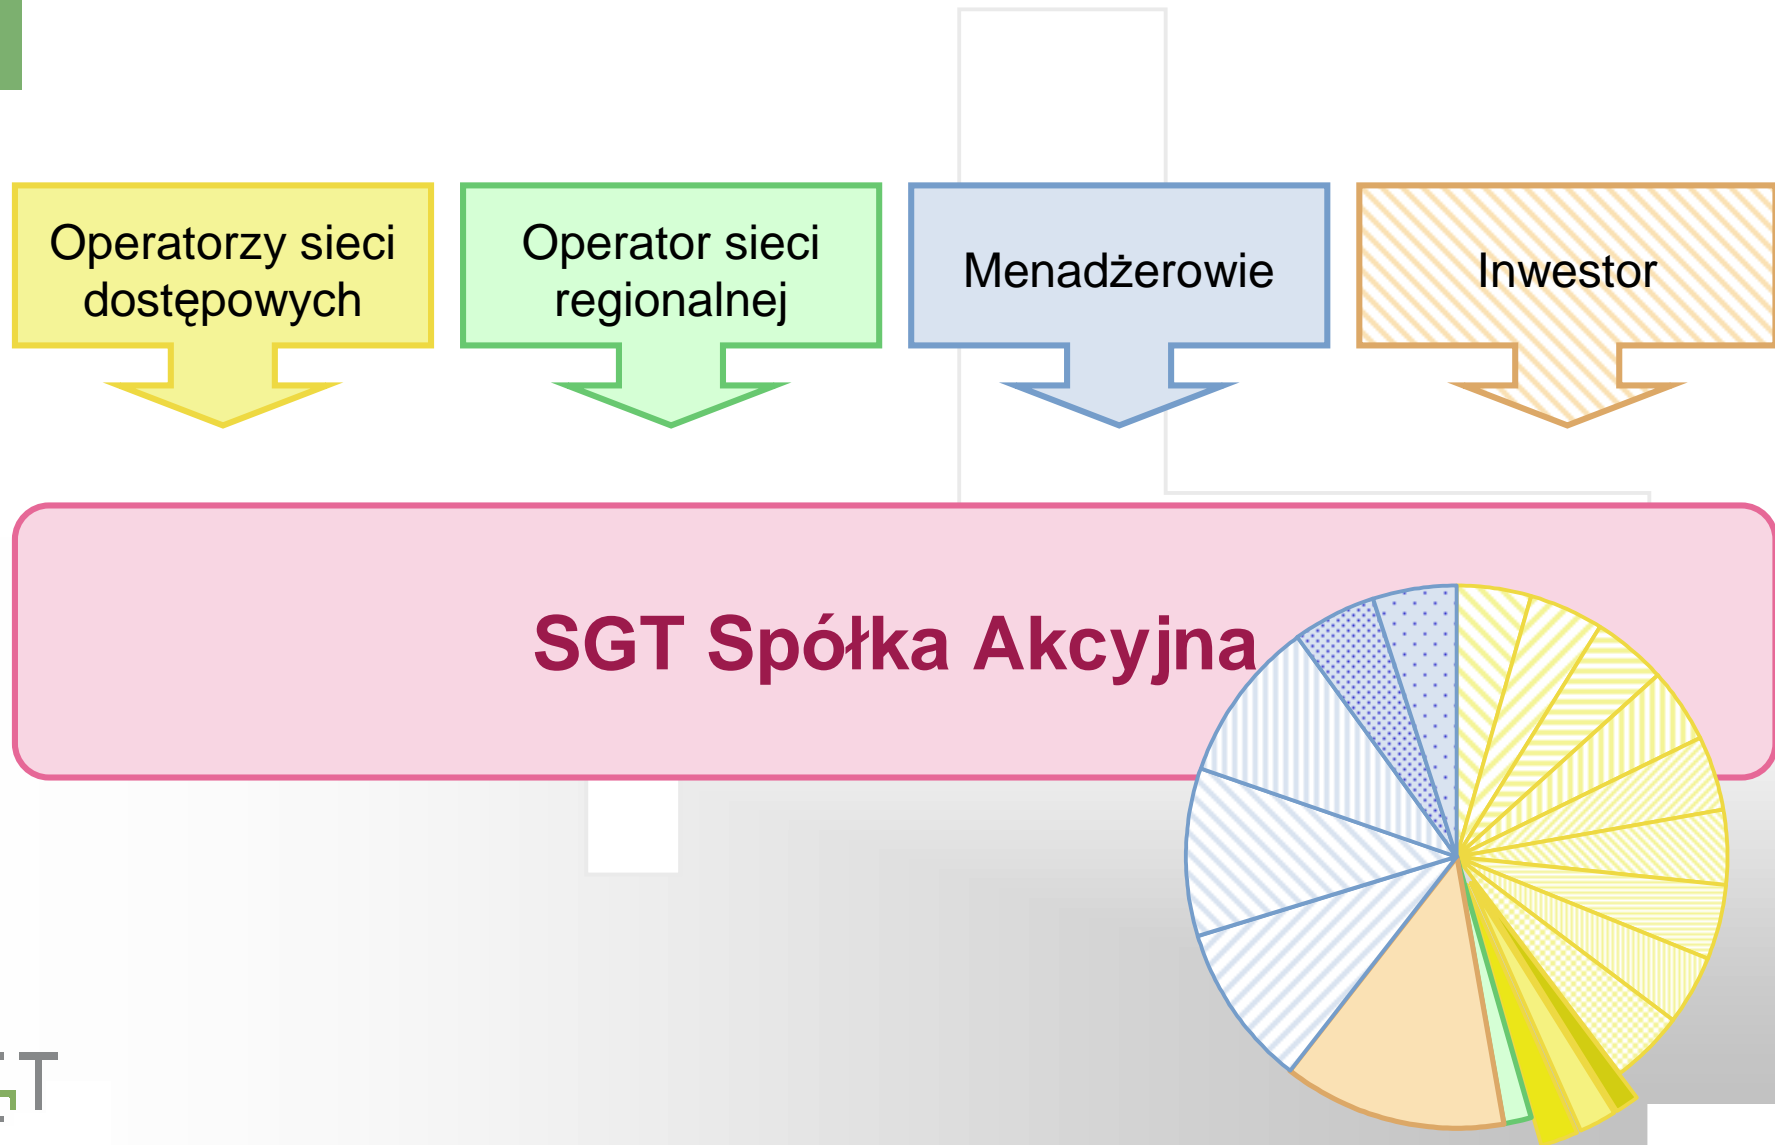 Operatorzy sieci
dostępowych
Operator sieci
regionalnej
Menadżerowie
Inwestor
SGT Spółka Akcyjna